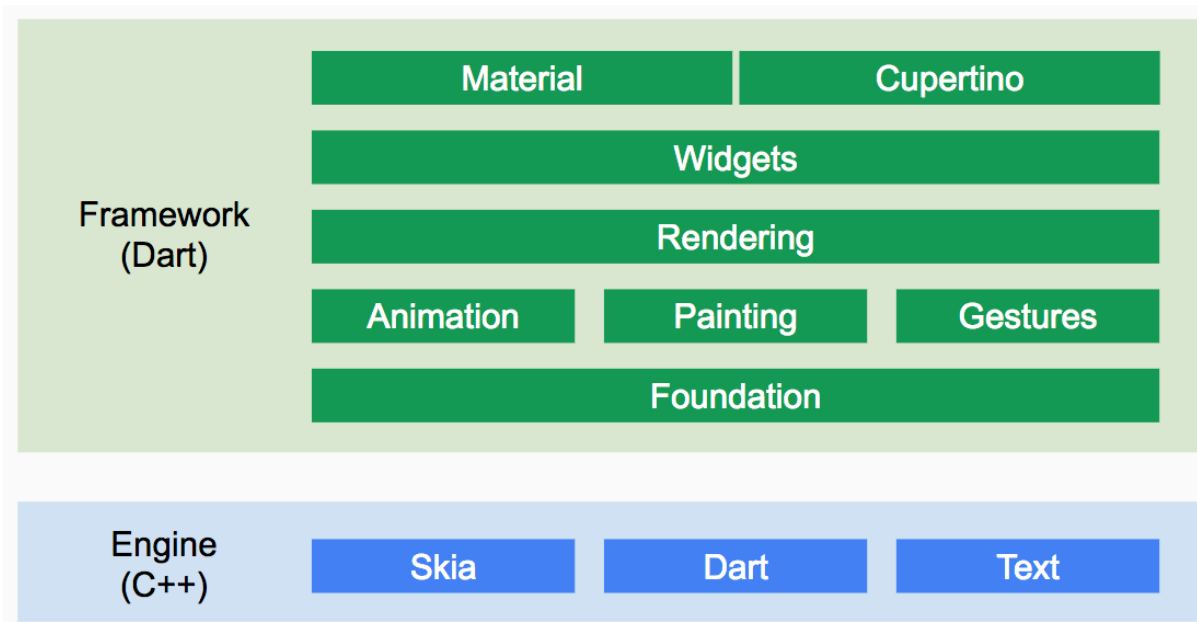 Framework
(Dart)
Material
Cupertino
Widgets
Rendering
Animation
Painting
Gestures
Foundation
Engine
(C++)
Skia
Dart
Text